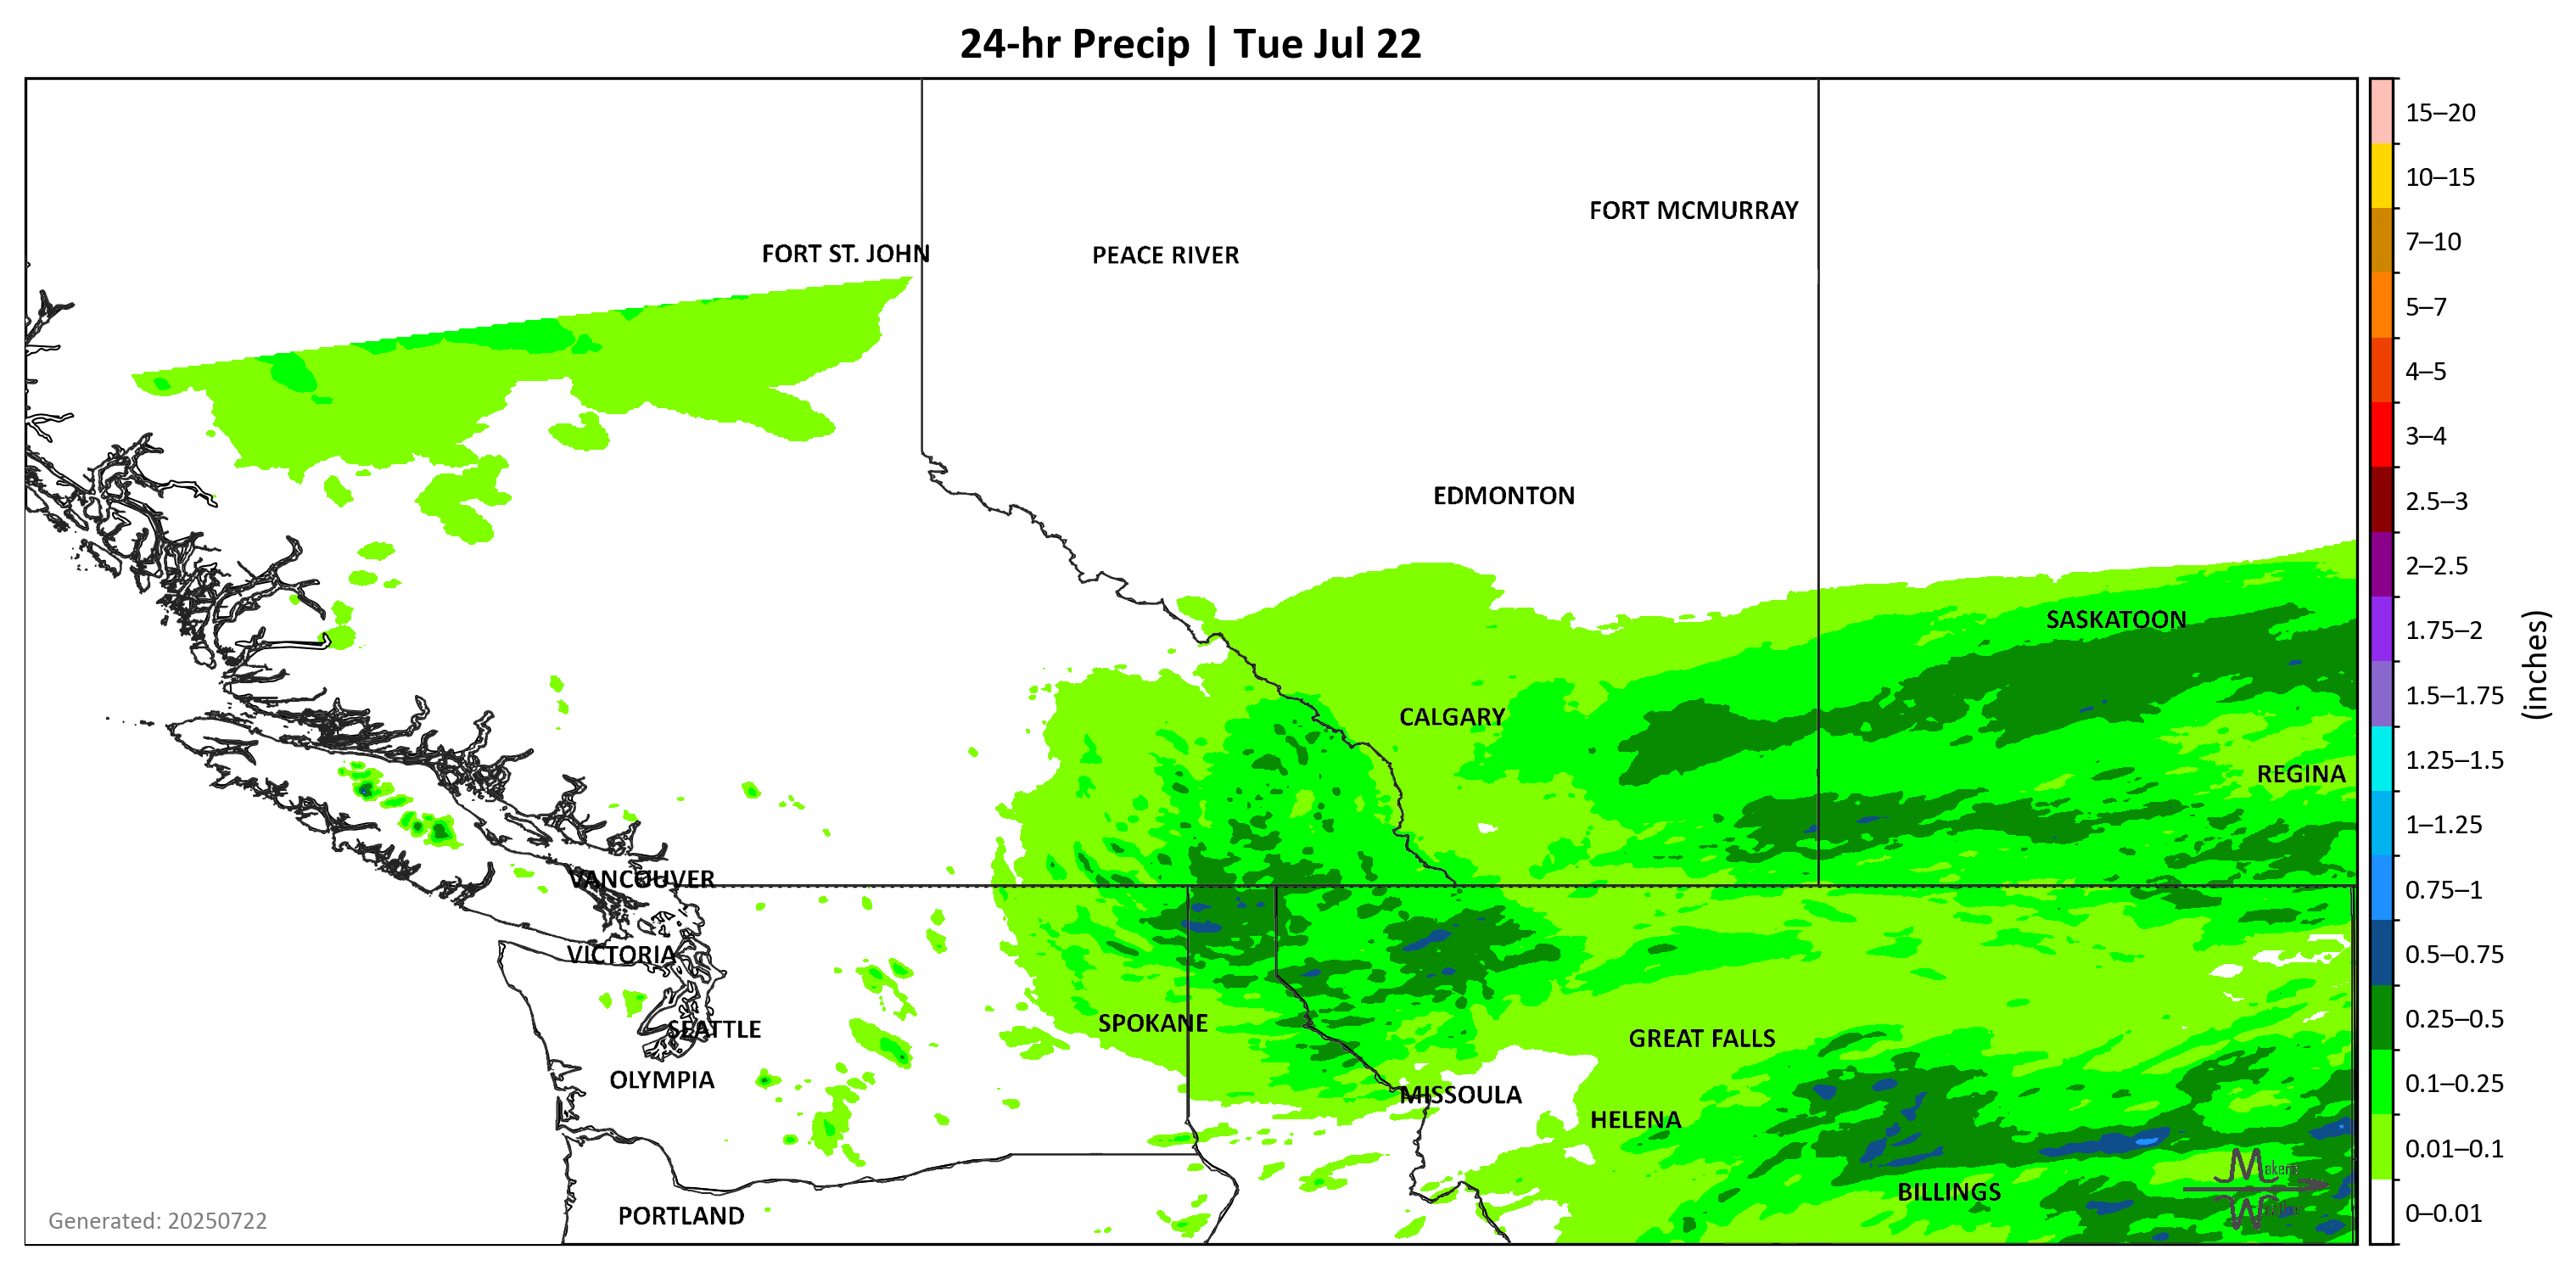 24-hr Precip | Tue Jul 22
FORT MCMURRAY
FORT ST. JOHN
PEACE RIVER
EDMONTON
SASKATOON
CALGARY
REGINA
VANCOUVER
VICTORIA
SPOKANE
SEATTLE
GREAT FALLS
OLYMPIA
MISSOULA
HELENA
BILLINGS
PORTLAND
Generated: 20250722
15–20
10–15
7–10
5–7
4–5
3–4
2.5–3
2–2.5
1.75–2
1.5–1.75
1.25–1.5
1–1.25
0.75–1
0.5–0.75
0.25–0.5
0.1–0.25
0.01–0.1
0–0.01
(inches)